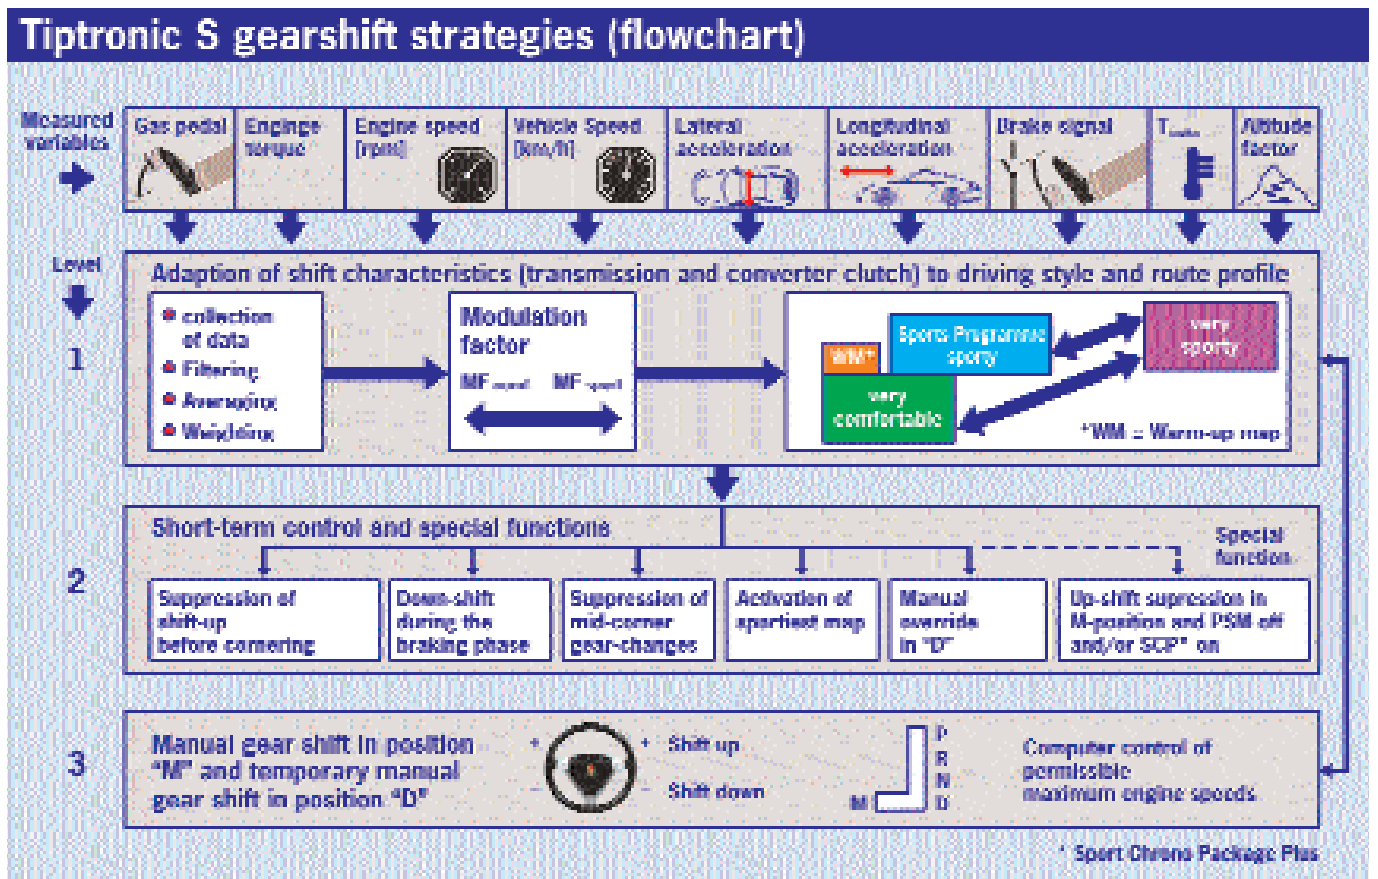 Tiptronic S gearshift strategies (flowchart)
Measured
variables
Gas pedal
Enginge
torque
Engine speed
[rpm]
Vehicle Speed
[km/h]
Lateral
acceleration
Longitudinal
acceleration
Brake signal
T
Altitude
factor
Level
1
Adaption of shift characteristics (transmission and converter clutch) to driving style and route profile
collection
of data
Filtering
Averaging
Weighting
Modulation
factor
MF
MF
WM*
Sports Programme
sporty
very
comfortable
very
sporty
*WM = Warm-up map
2
Short-term control and special functions
Special
function
Suppression of
shift-up
before cornering
Down-shift
during the
braking phase
Suppression of
mid-corner
gear-changes
Activation of
sportiest map
Manual
override
in "D"
Up-shift supression in
M-position and PSM off
and/or SCP* on
3
Manual gear shift in position
"M" and temporary manual
gear shift in position "D"
+ +
Shift up
- -
Shift down
P
R
N
M D
Computer control of
permissible
maximum engine speeds
* Sport Chrono Package Plus